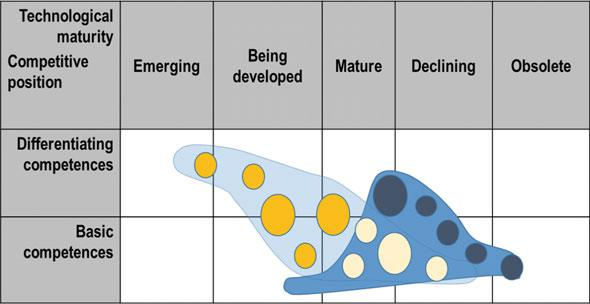 Technological
maturity
Competitive
position
Emerging
Being
developed
Mature
Declining
Obsolete
Differentiating
competences
Basic
competences